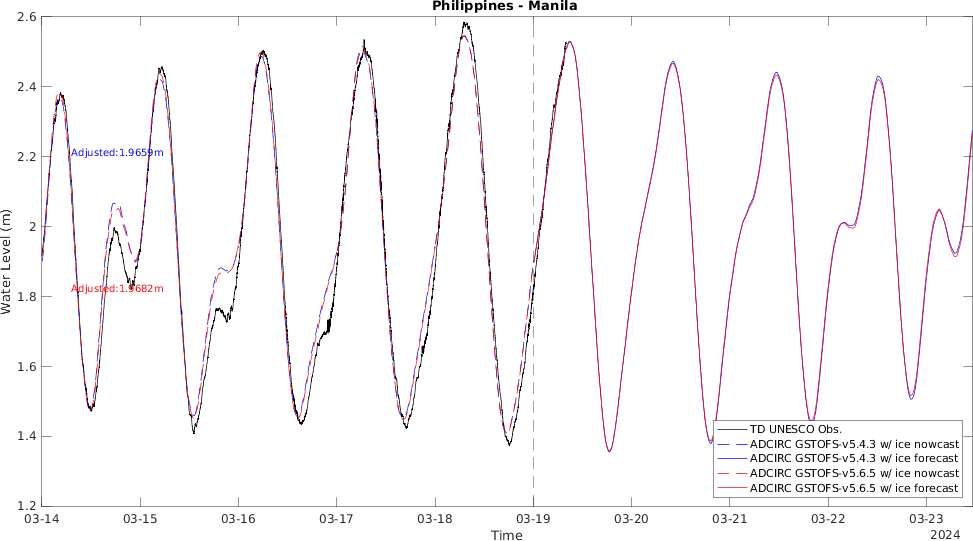 Philippines - Manila
2.6
2.4
2.2
2
1.8
1.6
1.4
1.2
Water Level (m)
Adjusted:1.9659m
Adjusted:1.9682m
TD UNESCO Obs.
ADCIRC GSTOFS-v5.4.3 w/ ice nowcast
ADCIRC GSTOFS-v5.4.3 w/ ice forecast
ADCIRC GSTOFS-v5.6.5 w/ ice nowcast
ADCIRC GSTOFS-v5.6.5 w/ ice forecast
03-14 03-15 03-16 03-17 03-18 03-19 03-20 03-21 03-22 03-23
Time
2024